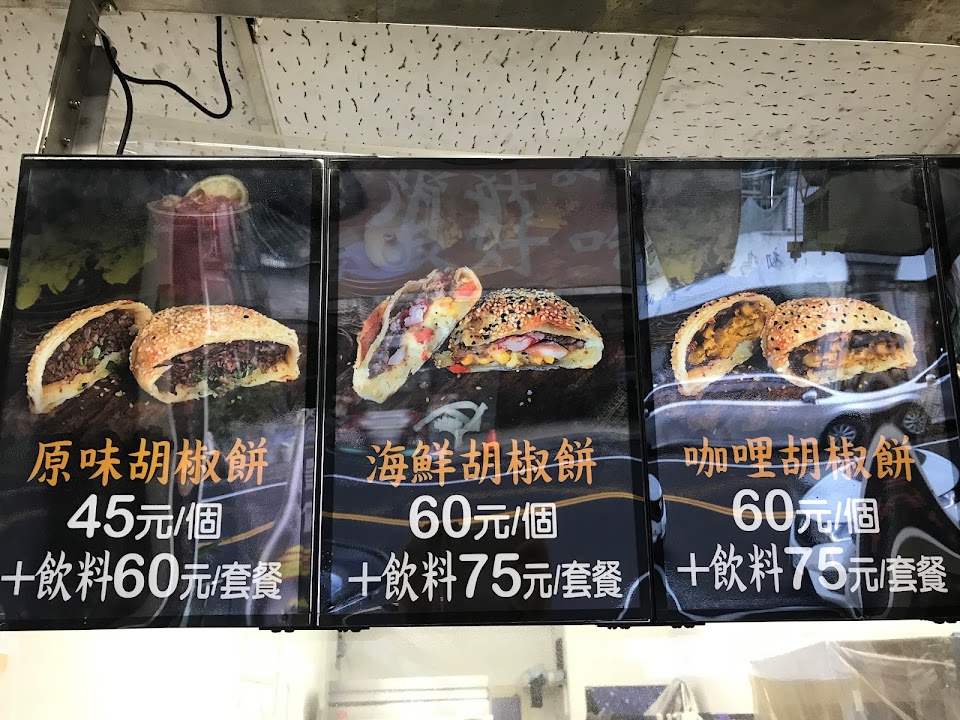 原味胡椒餅
45元/個
+飲料60元/套餐
海鮮胡椒餅
60元/個
+飲料75元/套餐
咖哩胡椒餅
60元/個
+飲料75元/套餐